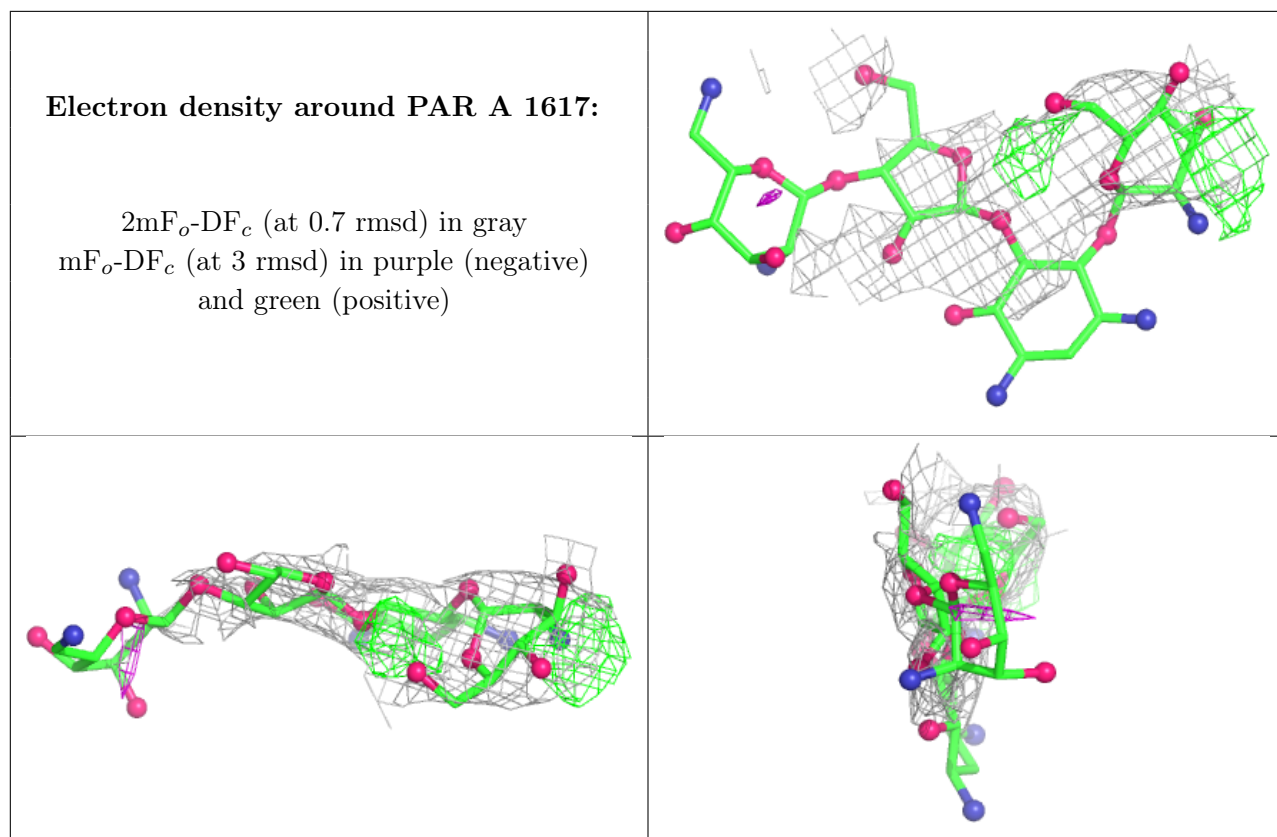 Electron density around PAR A 1617:
2mFo-DFc (at 0.7 rmsd) in gray
mFo-DFc (at 3 rmsd) in purple (negative)
and green (positive)